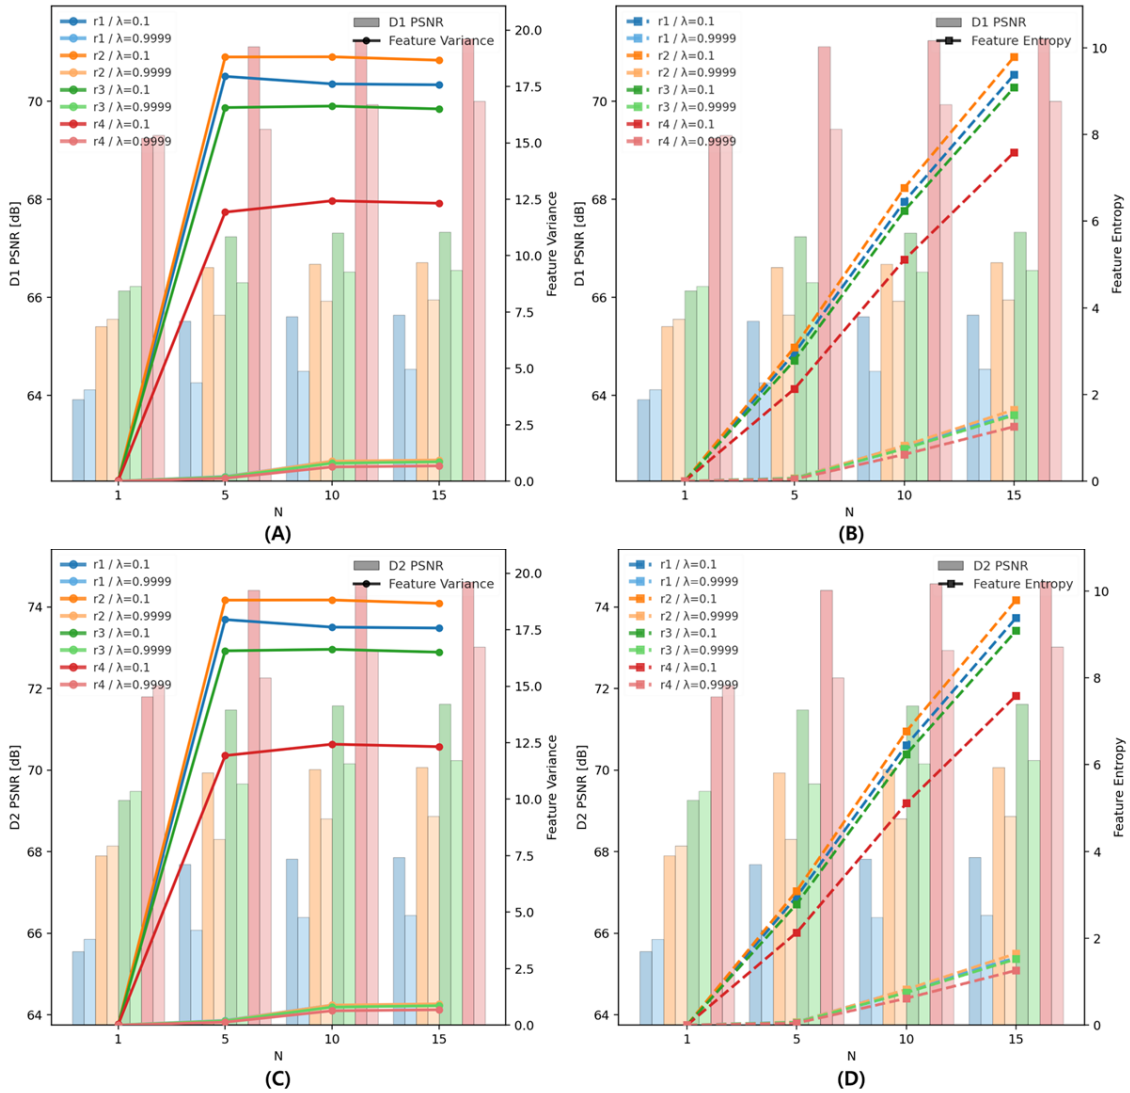 r1 / λ=0.1
r1 / λ=0.9999
r2 / λ=0.1
r2 / λ=0.9999
r3 / λ=0.1
r3 / λ=0.9999
r4 / λ=0.1
r4 / λ=0.9999
D1 PSNR
Feature Variance
70
68
66
64
D1 PSNR [dB]
20.0
17.5
15.0
12.5
10.0
7.5
5.0
2.5
0.0
Feature Variance
1 5 10 15
N
(A)
r1 / λ=0.1
r1 / λ=0.9999
r2 / λ=0.1
r2 / λ=0.9999
r3 / λ=0.1
r3 / λ=0.9999
r4 / λ=0.1
r4 / λ=0.9999
D1 PSNR
Feature Entropy
70
68
66
64
D1 PSNR [dB]
10
8
6
4
2
0
Feature Entropy
1 5 10 15
N
(B)
r1 / λ=0.1
r1 / λ=0.9999
r2 / λ=0.1
r2 / λ=0.9999
r3 / λ=0.1
r3 / λ=0.9999
r4 / λ=0.1
r4 / λ=0.9999
D2 PSNR
Feature Variance
74
72
70
68
66
64
D2 PSNR [dB]
20.0
17.5
15.0
12.5
10.0
7.5
5.0
2.5
0.0
Feature Variance
1 5 10 15
N
(C)
r1 / λ=0.1
r1 / λ=0.9999
r2 / λ=0.1
r2 / λ=0.9999
r3 / λ=0.1
r3 / λ=0.9999
r4 / λ=0.1
r4 / λ=0.9999
D2 PSNR
Feature Entropy
74
72
70
68
66
64
D2 PSNR [dB]
10
8
6
4
2
0
Feature Entropy
1 5 10 15
N
(D)